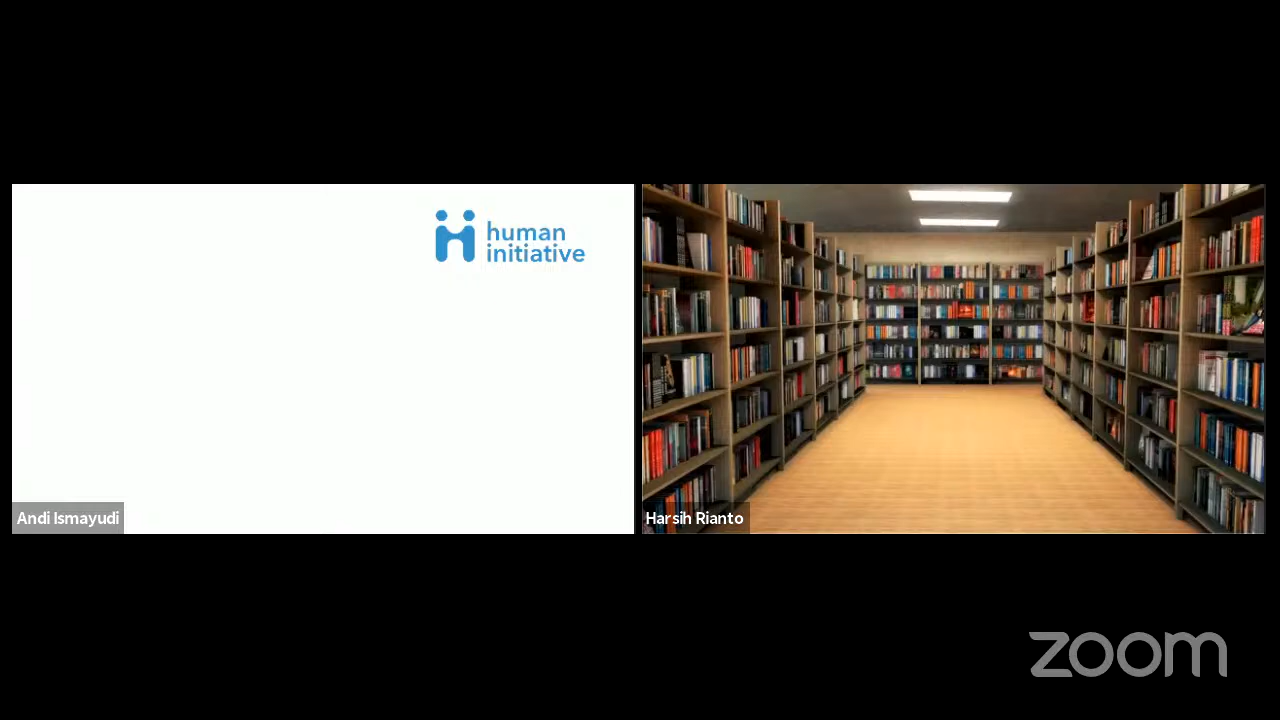 human
initiative
Andi Ismayudi
Harsih Rianto
zoom